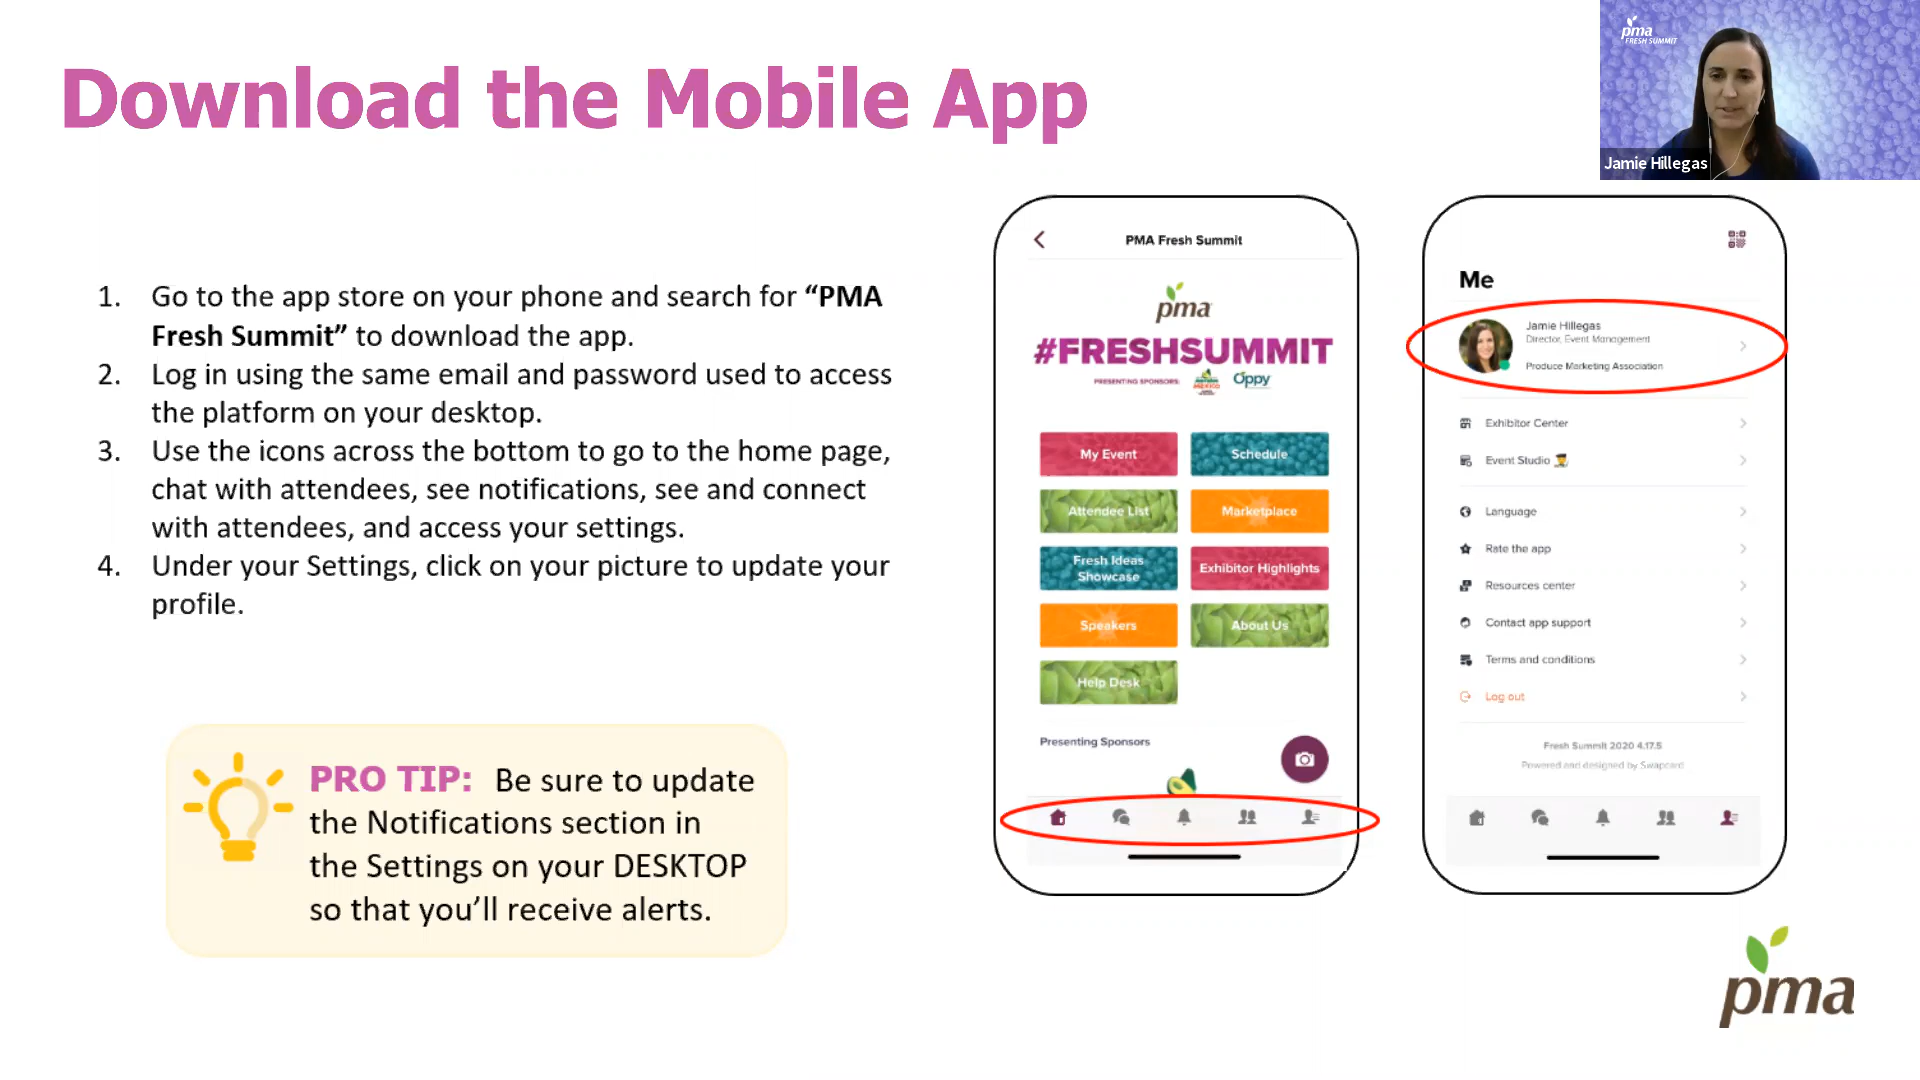 Download the Mobile App
pma
FRESH SUMMIT
Jamie Hillegas
1. Go to the app store on your phone and search for “PMA
Fresh Summit” to download the app.
2. Log in using the same email and password used to access
the platform on your desktop.
3. Use the icons across the bottom to go to the home page,
chat with attendees, see notifications, see and connect
with attendees, and access your settings.
4. Under your Settings, click on your picture to update your
profile.
PRO TIP: Be sure to update
the Notifications section in
the Settings on your DESKTOP
so that you’ll receive alerts.
PMA Fresh Summit
pma
#FRESHSUMMIT
PRESENTING SPONSORS:
MEXICO
Oppy
My Event
Schedule
Attendee List
Marketplace
Fresh Ideas
Showcase
Exhibitor Highlights
Speakers
About Us
Help Desk
Presenting Sponsors
Me
Jamie Hillegas
Director, Event Management
Produce Marketing Association
Exhibitor Center
Event Studio
Language
Rate the app
Resources center
Contact app support
Terms and conditions
Log out
Fresh Summit 2020 4.17.5
Powered and designed by Swapcard
pma